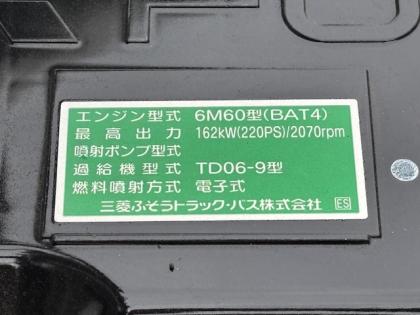 エンジン型式 6M60型(BAT4)
最高出力 162kW(220PS)/2070rpm
噴射ポンプ型式
過給機型式 TD06-9型
燃料噴射方式 電子式
三菱ふそうトラック・バス株式会社 ES